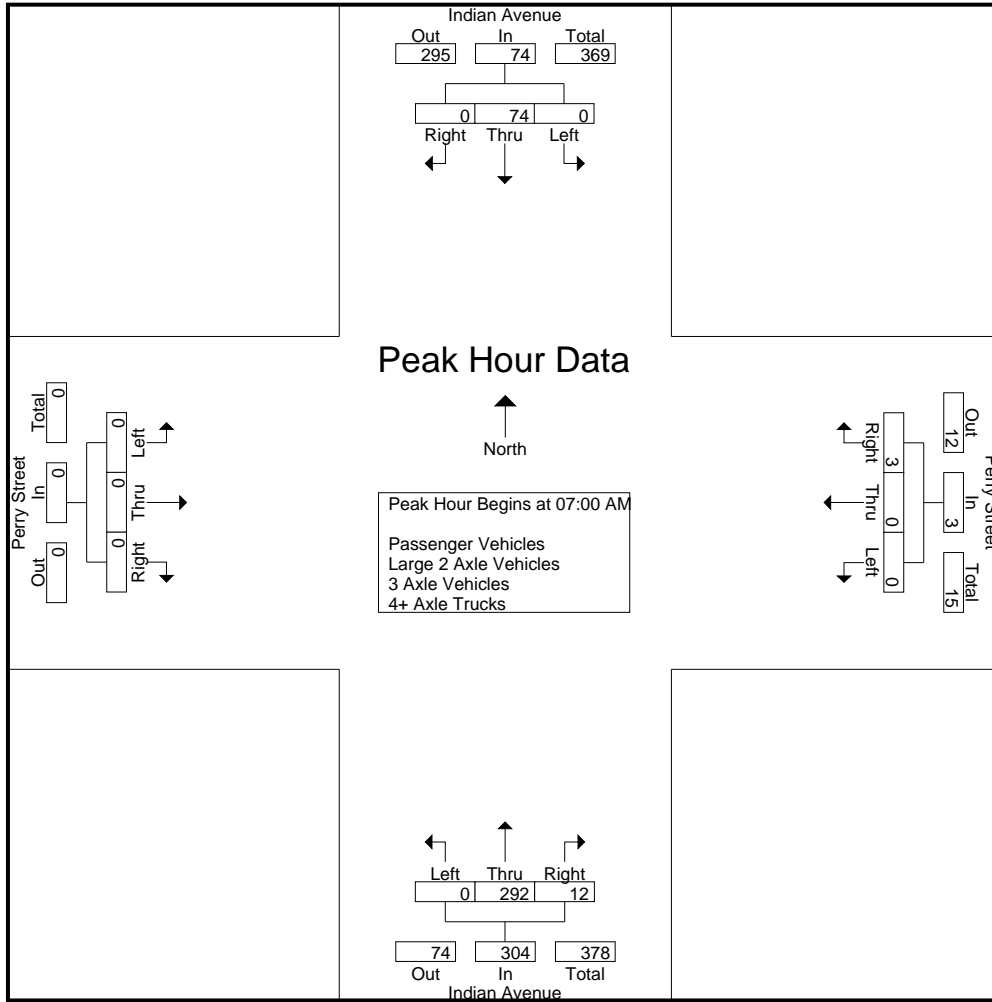 Indian Avenue
Out In Total
295 74 369
0 74 0
Right Thru Left
Peak Hour Data
North
Peak Hour Begins at 07:00 AM
Passenger Vehicles
Large 2 Axle Vehicles
3 Axle Vehicles
4+ Axle Trucks
Perry Street
Out In Total
0 0 0
0 0 0
Left Thru Right
Perry Street
Out In Total
12 3 15
3 0 0
Right Thru Left
Left Thru Right
0 292 12
74 304 378
Out In Total
Indian Avenue